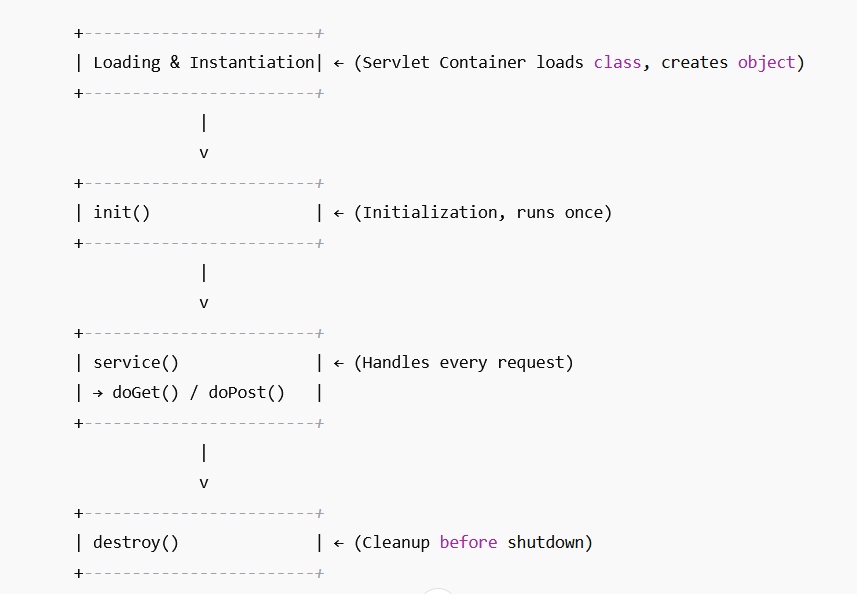 +------------------------+
| Loading & Instantiation| ← (Servlet Container loads class, creates object)
+------------------------+
|
v
+------------------------+
| init() | ← (Initialization, runs once)
+------------------------+
|
v
+------------------------+
| service() | ← (Handles every request)
| → doGet() / doPost() |
+------------------------+
|
v
+------------------------+
| destroy() | ← (Cleanup before shutdown)
+------------------------+